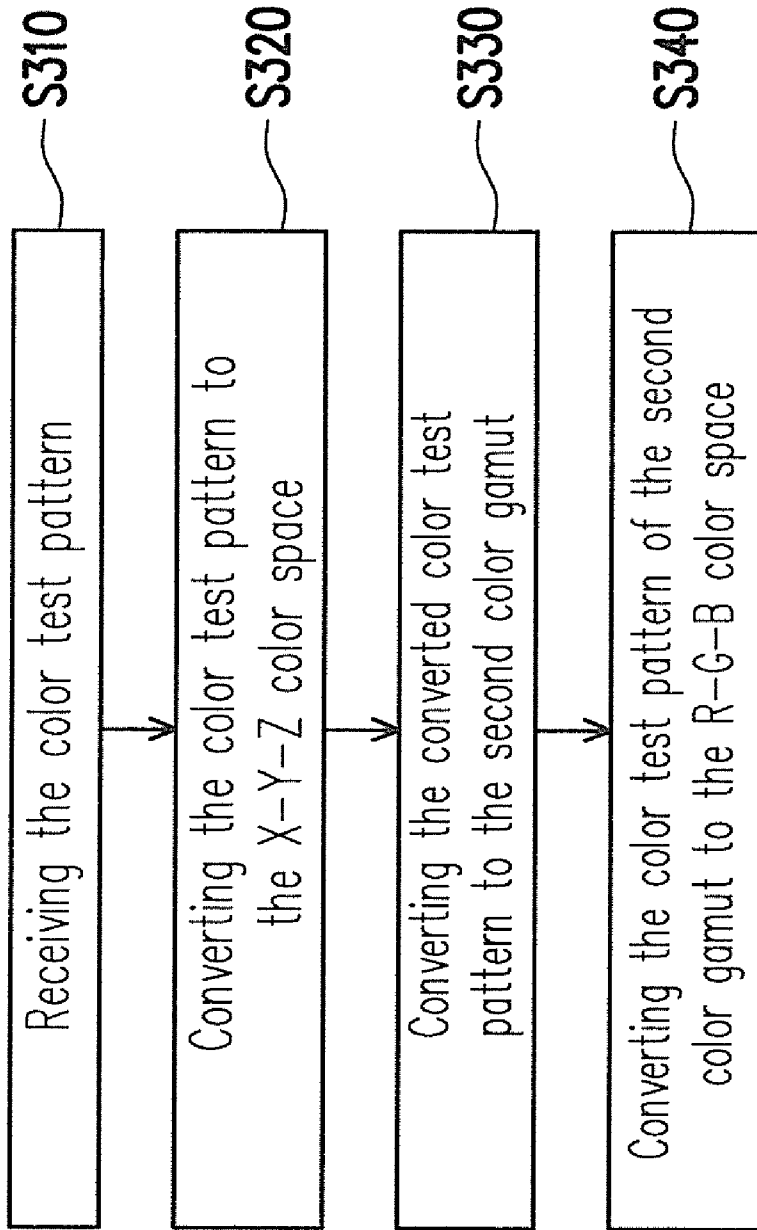 Receiving the color test pattern
S310
Converting the color test pattern to
the X-Y-Z color space
S320
Converting the converted color test
pattern to the second color gamut
S330
Converting the color test pattern of the second
color gamut to the R-G-B color space
S340